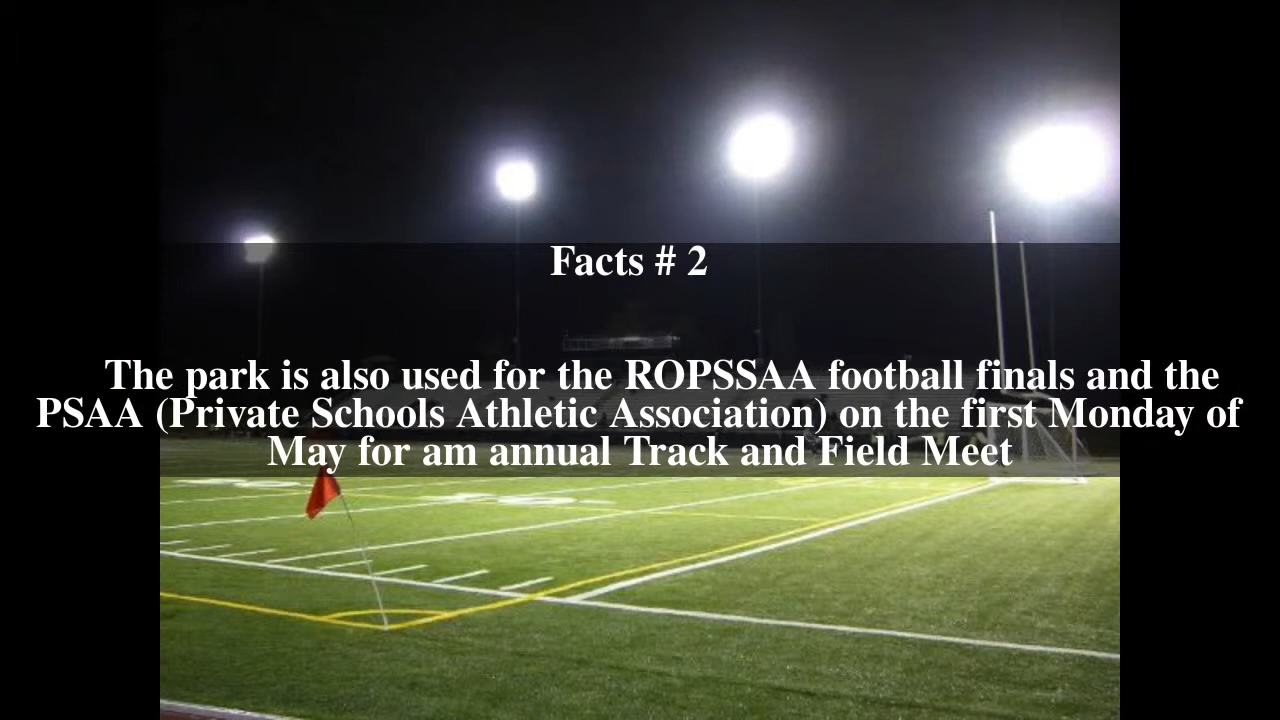 Facts # 2
The park is also used for the ROPSSAA football finals and the
PSAA (Private Schools Athletic Association) on the first Monday of
May for am annual Track and Field Meet